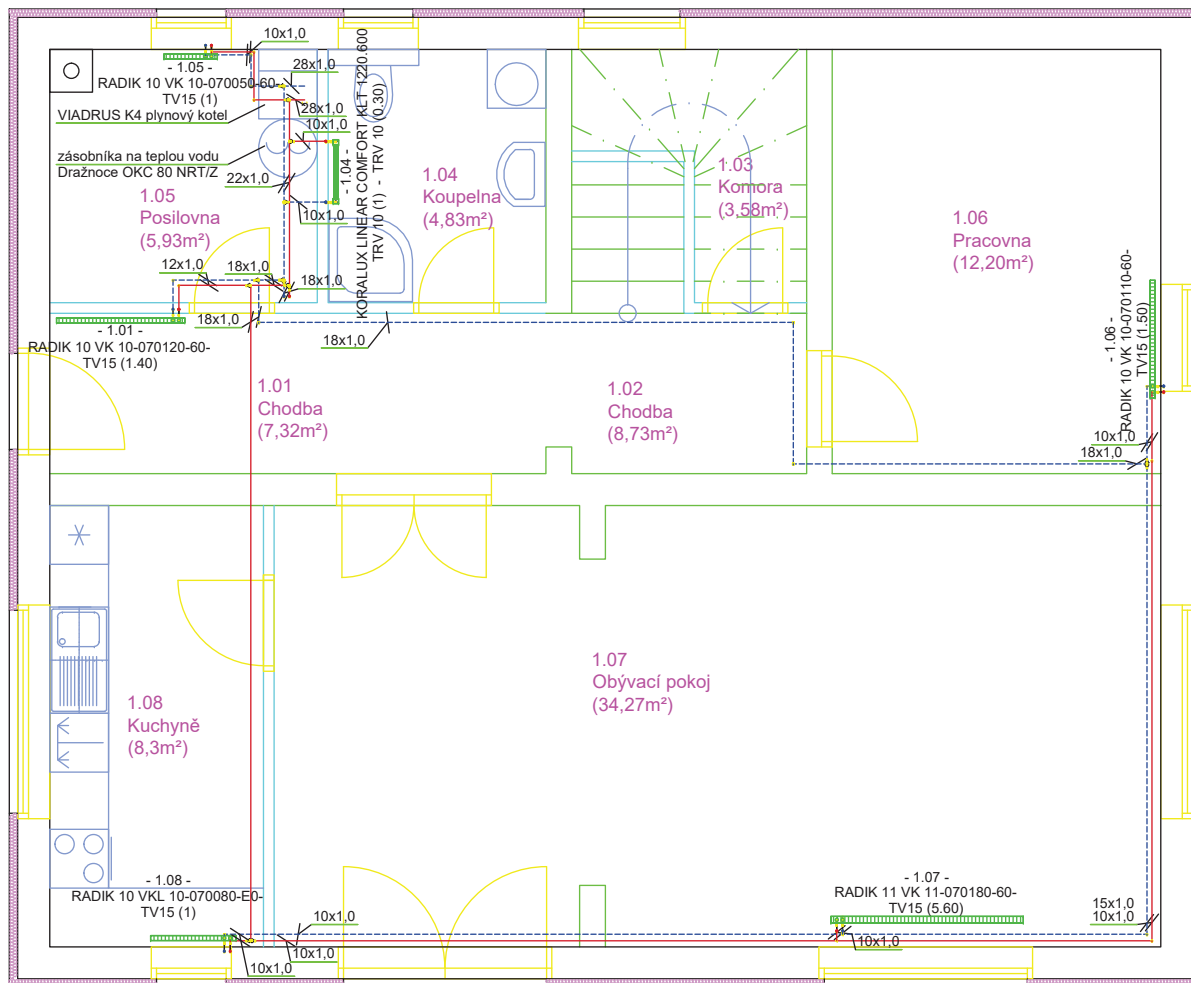 10x1,0
- 1.05 -
RADIK 10 VK 10-070050-60-
TV15 (1)
VIADRUS K4 plynový kotel
zásobníka na teplou vodu
Dražnoce OKC 80 NRT/Z
28x1,0
28x1,0
10x1,0
22x1,0
10x1,0
- 1.04 -
KORALUX LINEAR COMFORT KLT 1220.600
TRV 10 (1) - TRV 10 (0.30)
1.05
Posilovna
(5,93m²)
1.04
Koupelna
(4,83m²)
1.03
Komora
(3,58m²)
1.06
Pracovna
(12,20m²)
12x1,0
18x1,0
18x1,0
18x1,0
18x1,0
- 1.01 -
RADIK 10 VK 10-070120-60-
TV15 (1.40)
- 1.06 -
RADIK 10 VK 10-070110-60-
TV15 (1.50)
1.01
Chodba
(7,32m²)
1.02
Chodba
(8,73m²)
10x1,0
18x1,0
1.07
Obývací pokoj
(34,27m²)
1.08
Kuchyně
(8,3m²)
- 1.08 -
RADIK 10 VKL 10-070080-E0-
TV15 (1)
10x1,0
10x1,0
10x1,0
- 1.07 -
RADIK 11 VK 11-070180-60-
TV15 (5.60)
10x1,0
15x1,0
10x1,0